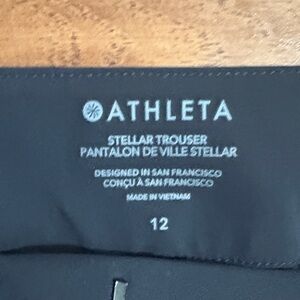 ATHLETA
STELLAR TROUSER
PANTALON DE VILLE STELLAR
DESIGNED IN SAN FRANCISCO
CONÇU À SAN FRANCISCO
MADE IN VIETNAM
12